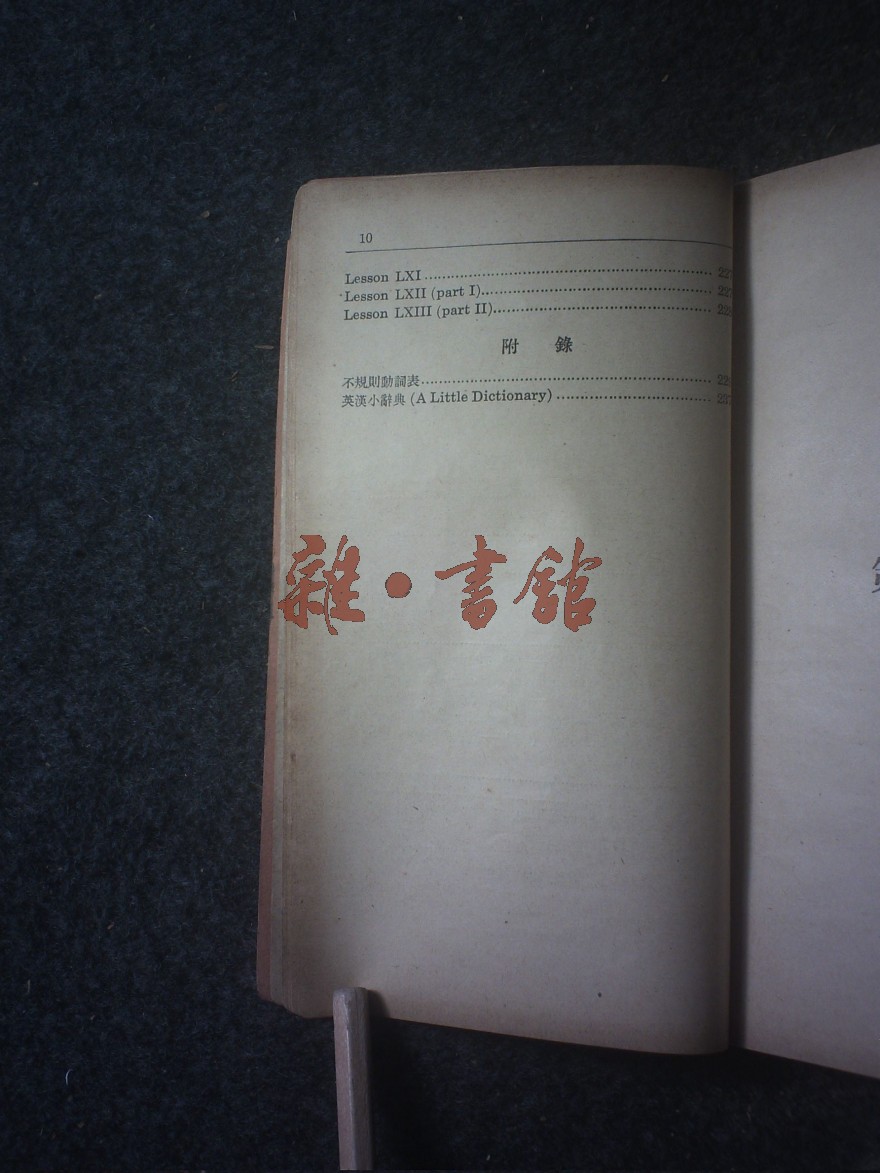 10
Lesson LXI
Lesson LXII (part I)
Lesson LXIII (part II)
附 錄
不規則動詞表
英漢小辭典 (A Little Dictionary)
雜·書館